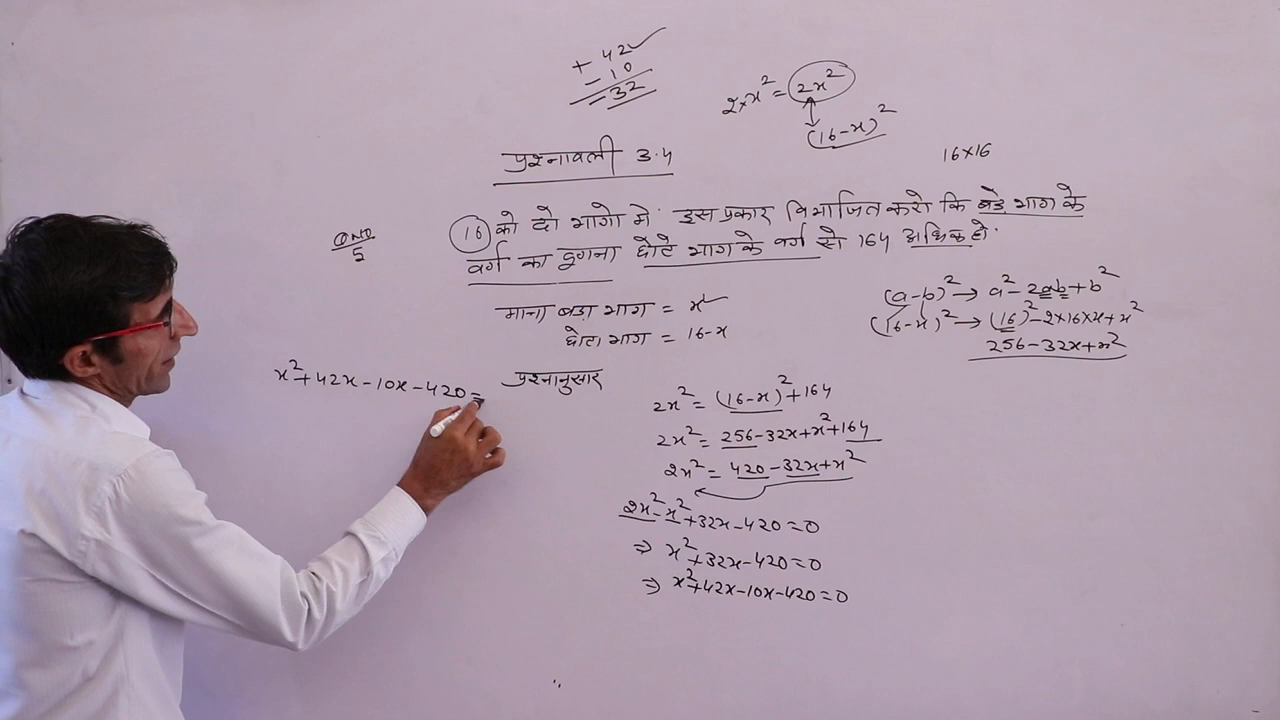 + 42 ✓
- 10
- 32
2×x² = 2x²
(16-x)²
16×16
प्रश्नावली 3.4
QNO 5
16 को दो भागो में इस प्रकार विभाजित करो कि बडे भाग के
वर्ग का दुगना छोटे भाग के वर्ग से 164 अधिक हो.
माना बडा भाग = x
छोटा भाग = 16-x
(a-b)² → a² - 2ab + b²
(16-x)² → (16)² - 2×16×x + x²
256 - 32x + x²
प्रश्नानुसार
2x² = (16-x)² + 164
2x² = 256 - 32x + x² + 164
2x² = 420 - 32x + x²
2x² - x² + 32x - 420 = 0
⇒ x² + 32x - 420 = 0
⇒ x² + 42x - 10x - 420 = 0
x² + 42x - 10x - 420 =